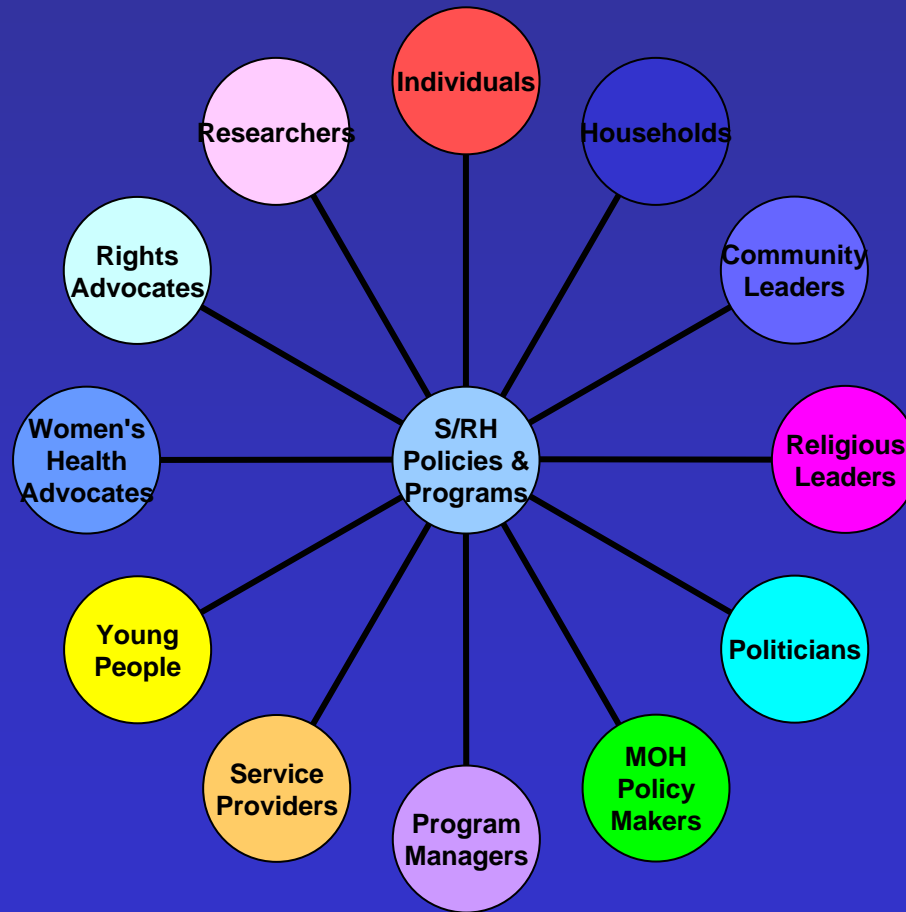 Individuals
Households
Community
Leaders
Religious
Leaders
Politicians
MOH
Policy
Makers
Program
Managers
Service
Providers
Young
People
Women's
Health
Advocates
Rights
Advocates
Researchers
S/RH
Policies &
Programs